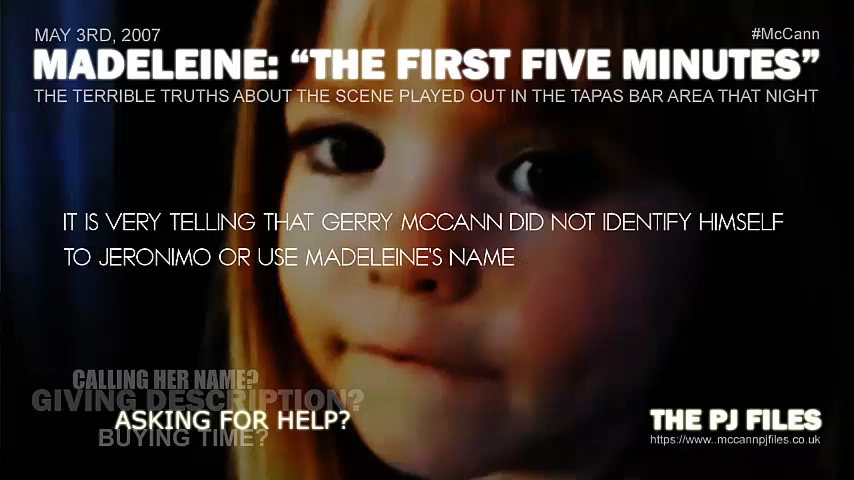 MAY 3RD, 2007
#McCann
MADELEINE: “THE FIRST FIVE MINUTES”
THE TERRIBLE TRUTHS ABOUT THE SCENE PLAYED OUT IN THE TAPAS BAR AREA THAT NIGHT
IT IS VERY TELLING THAT GERRY MCCANN DID NOT IDENTIFY HIMSELF
TO JERONIMO OR USE MADELEINE'S NAME
CALLING HER NAME?
GIVING DESCRIPTION?
ASKING FOR HELP?
BUYING TIME?
THE PJ FILES
https://www..mccannpjfiles.co.uk